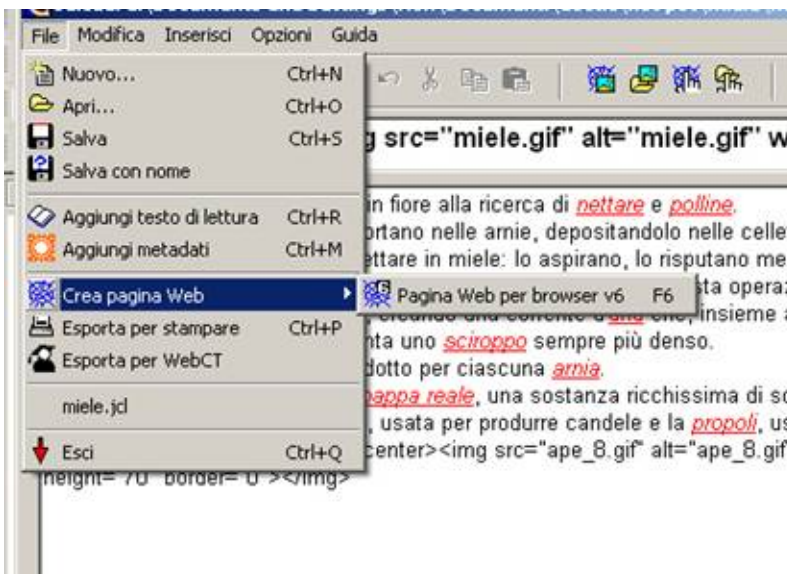 File Modifica Inserisci Opzioni Guida
Nuovo... Ctrl+N
Apri... Ctrl+O
Salva Ctrl+S
Salva con nome
Aggiungi testo di lettura Ctrl+R
Aggiungi metadati Ctrl+M
Crea pagina Web
Pagina Web per browser v6 F6
Esporta per stampare Ctrl+P
Esporta per WebCT
miele.jcl
Esci Ctrl+Q
src="miele.gif" alt="miele.gif" w
in fiore alla ricerca di nettare e polline.
ortano nelle arnie, depositandolo nelle celle
ettare in miele: lo aspirano, lo risputano me
sta opera
insieme a
nta uno sciroppo sempre più denso.
dotto per ciascuna arnia.
pappa reale, una sostanza ricchissima di so
, usata per produrre candele e la propoli, us
center><img src="ape_8.gif" alt="ape_8.gif
height="70" border="0"></img>